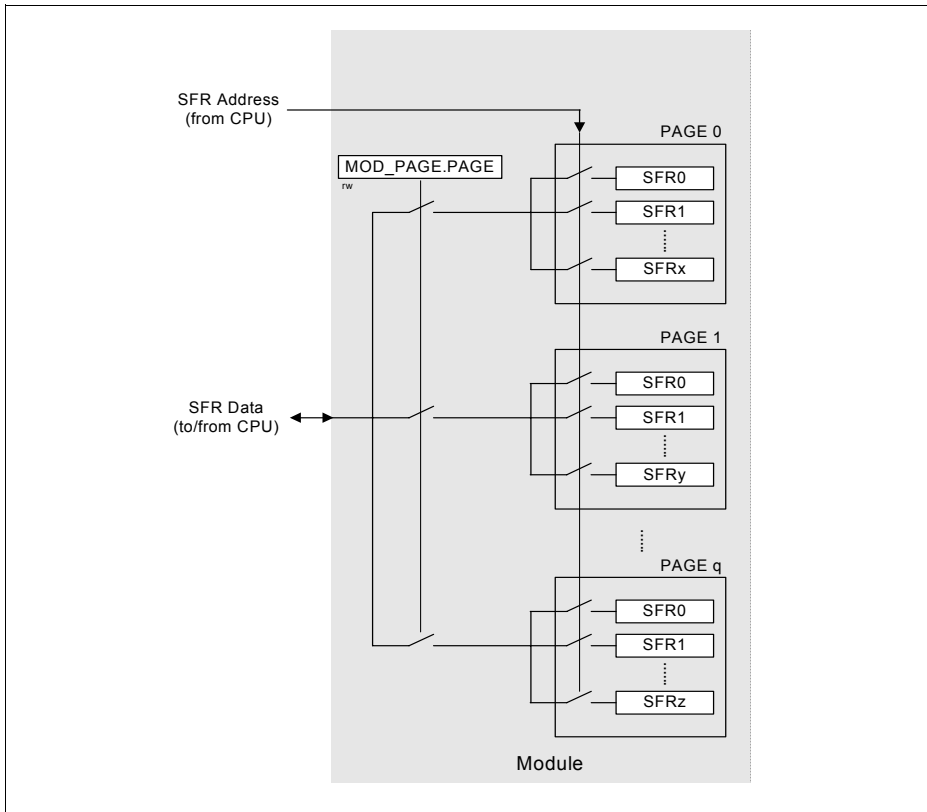 SFR Address
(from CPU)
PAGE 0
MOD_PAGE.PAGE
rw
SFR0
SFR1
SFRx
PAGE 1
SFR0
SFR1
SFRy
SFR Data
(to/from CPU)
PAGE q
SFR0
SFR1
SFRz
Module